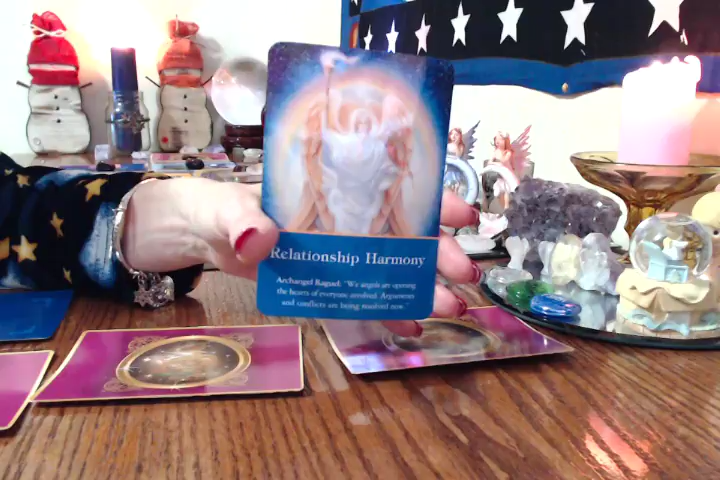 Relationship Harmony
Archangel Raguel: "We angels are opening
the hearts of everyone involved. Arguments
and conflicts are being resolved now."